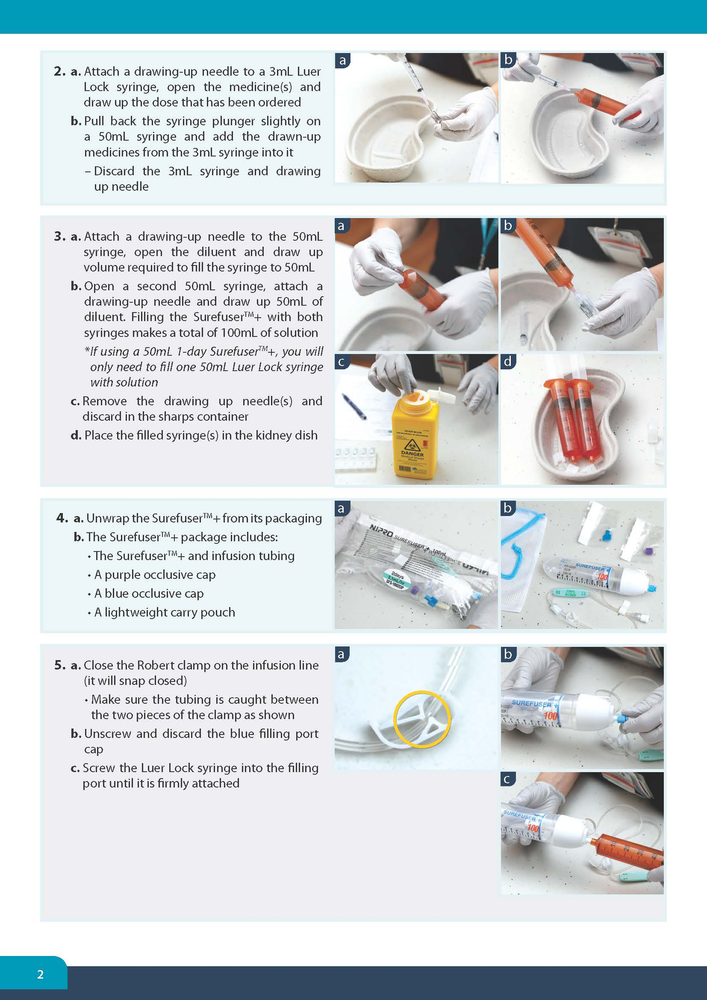 2. a. Attach a drawing-up needle to a 3mL Luer
Lock syringe, open the medicine(s) and
draw up the dose that has been ordered
b. Pull back the syringe plunger slightly on
a 50mL syringe and add the drawn-up
medicines from the 3mL syringe into it
– Discard the 3mL syringe and drawing
up needle
a
b
3. a. Attach a drawing-up needle to the 50mL
syringe, open the diluent and draw up
volume required to fill the syringe to 50mL
b. Open a second 50mL syringe, attach a
drawing-up needle and draw up 50mL of
diluent. Filling the Surefuser™+ with both
syringes makes a total of 100mL of solution
*If using a 50mL 1-day Surefuser™+, you will
only need to fill one 50mL Luer Lock syringe
with solution
c. Remove the drawing up needle(s) and
discard in the sharps container
d. Place the filled syringe(s) in the kidney dish
a
b
c
DANGER
Medical Sharps
Waste
d
4. a. Unwrap the Surefuser™+ from its packaging
b. The Surefuser™+ package includes:
• The Surefuser™+ and infusion tubing
• A purple occlusive cap
• A blue occlusive cap
• A lightweight carry pouch
a
NIPRO SUREFUSER™+ 100mL
2days
2.1mL/hr
SFS-1002DP
b
SUREFUSER +
100
5. a. Close the Robert clamp on the infusion line
(it will snap closed)
• Make sure the tubing is caught between
the two pieces of the clamp as shown
b. Unscrew and discard the blue filling port
cap
c. Screw the Luer Lock syringe into the filling
port until it is firmly attached
a
b
NIPRO
SUREFUSER +
100
c
NIPRO
SUREFUSER +
100
10 20 30 40
2